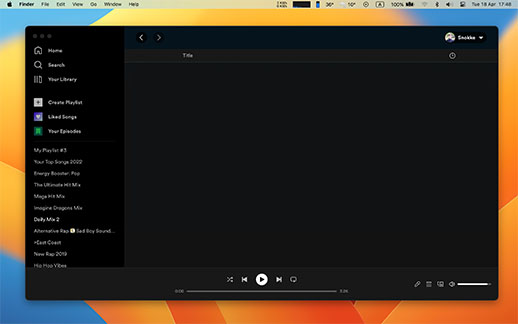 Finder File Edit View Go Window Help 36° 10° A 100% Tue 18 Apr 17:46
Home
Search
Your Library
Create Playlist
Liked Songs
Your Episodes
My Playlist #3
Your Top Songs 2022
Energy Booster: Pop
The Ultimate Hit Mix
Mega Hit Mix
Imagine Dragons Mix
Daily Mix 2
Alternative Rap Sad Boy Sound...
+East Coast
New Rap 2019
Hip Hop Vibes
Snokke
Title
0:00